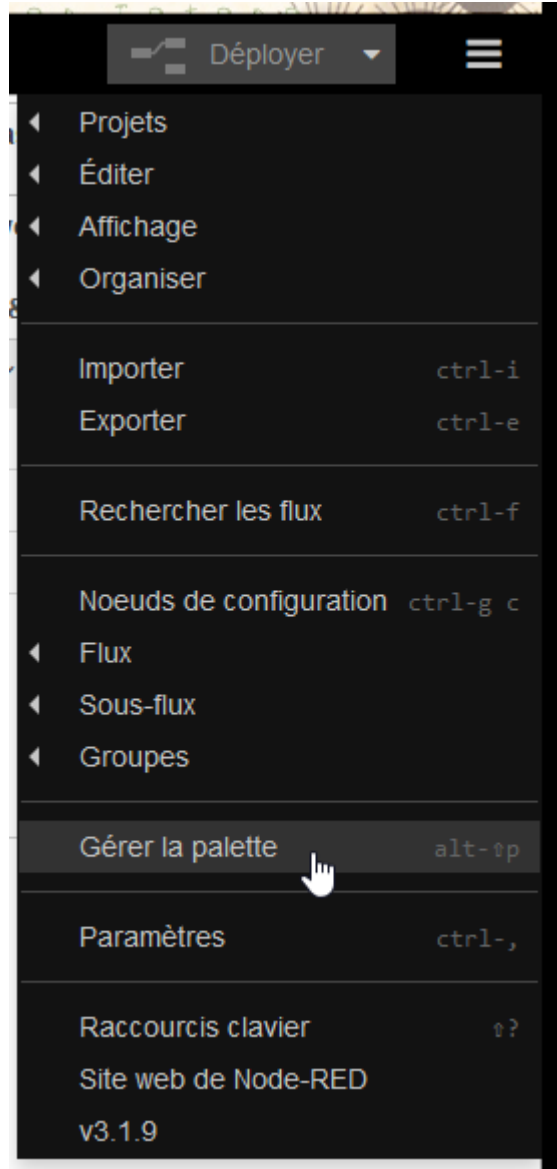 Déployer
Projets
Éditer
Affichage
Organiser
Importer ctrl-i
Exporter ctrl-e
Rechercher les flux ctrl-f
Noeuds de configuration ctrl-g c
Flux
Sous-flux
Groupes
Gérer la palette alt-⇧p
Paramètres ctrl-,
Raccourcis clavier ⇧?
Site web de Node-RED
v3.1.9